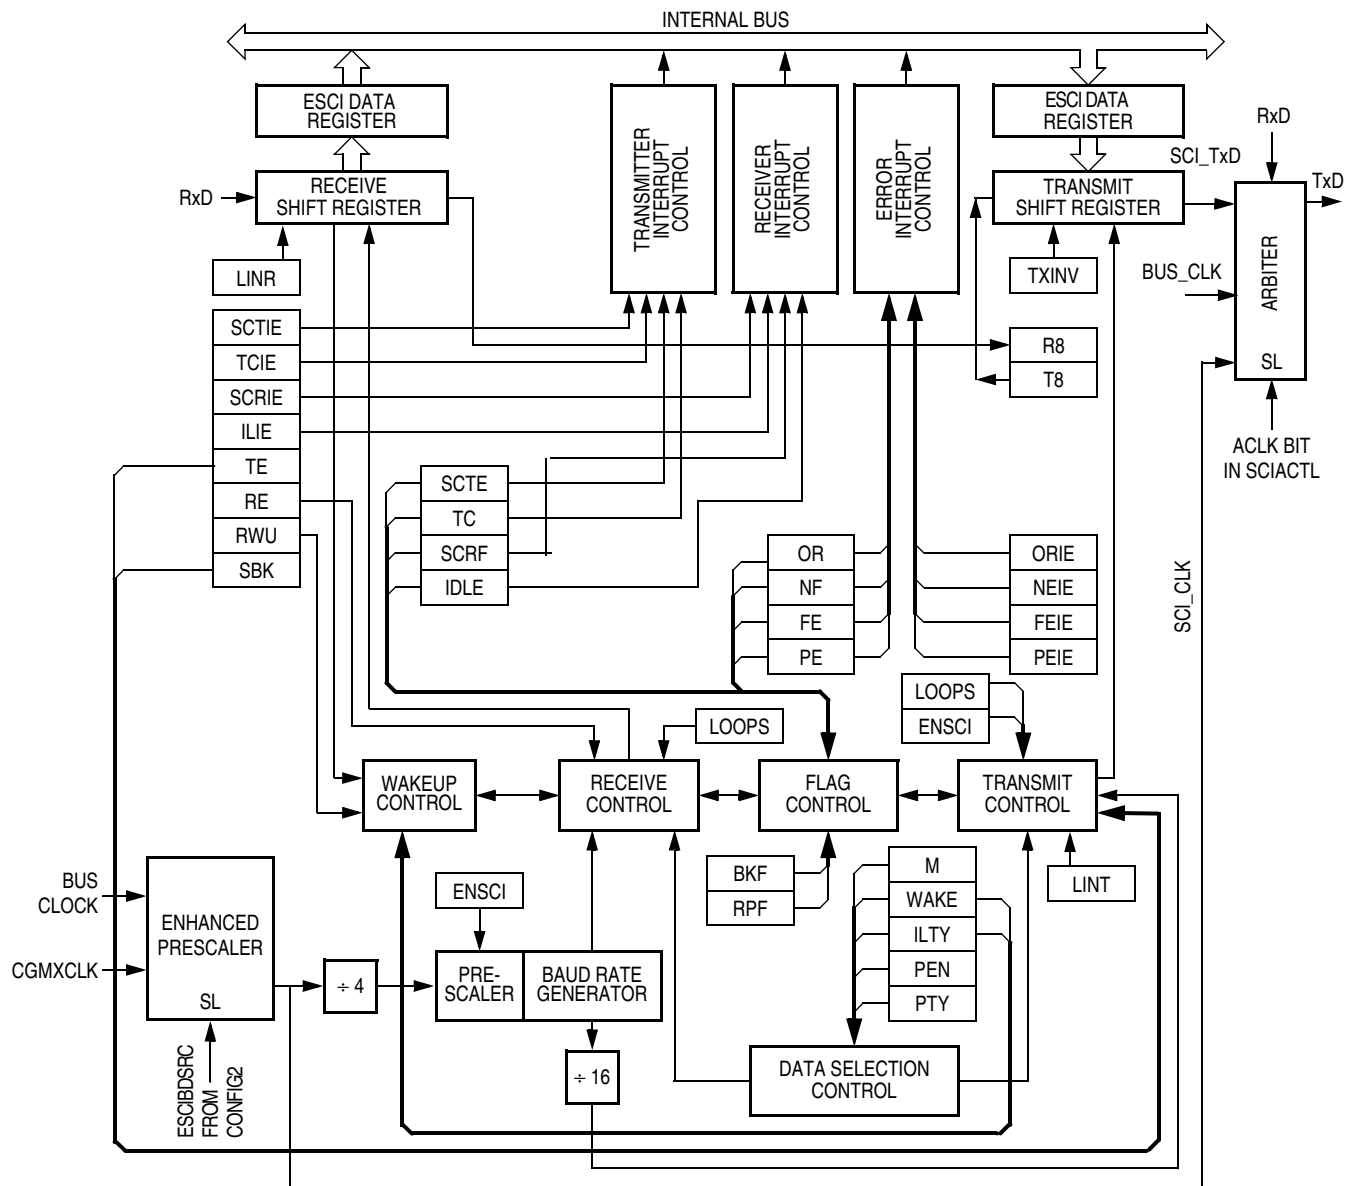 INTERNAL BUS
ESCI DATA
REGISTER
RECEIVE
SHIFT REGISTER
RxD
LINR
TRANSMITTER
INTERRUPT
CONTROL
RECEIVER
INTERRUPT
CONTROL
ERROR
INTERRUPT
CONTROL
ESCI DATA
REGISTER
TRANSMIT
SHIFT REGISTER
TXINV
SCI_TxD
RxD
TxD
BUS_CLK
ARBITER
SL
ACLK BIT
IN SCIACTL
SCTIE
TCIE
SCRIE
ILIE
TE
RE
RWU
SBK
R8
T8
SCTE
TC
SCRF
IDLE
OR
NF
FE
PE
ORIE
NEIE
FEIE
PEIE
SCI_CLK
LOOPS
LOOPS
ENSCI
WAKEUP
CONTROL
RECEIVE
CONTROL
FLAG
CONTROL
TRANSMIT
CONTROL
BKF
RPF
M
WAKE
ILTY
PEN
PTY
LINT
BUS
CLOCK
CGMXCLK
ENHANCED
PRESCALER
SL
ESCIBDSRC
FROM
CONFIG2
÷ 4
ENSCI
PRE-
SCALER
BAUD RATE
GENERATOR
÷ 16
DATA SELECTION
CONTROL